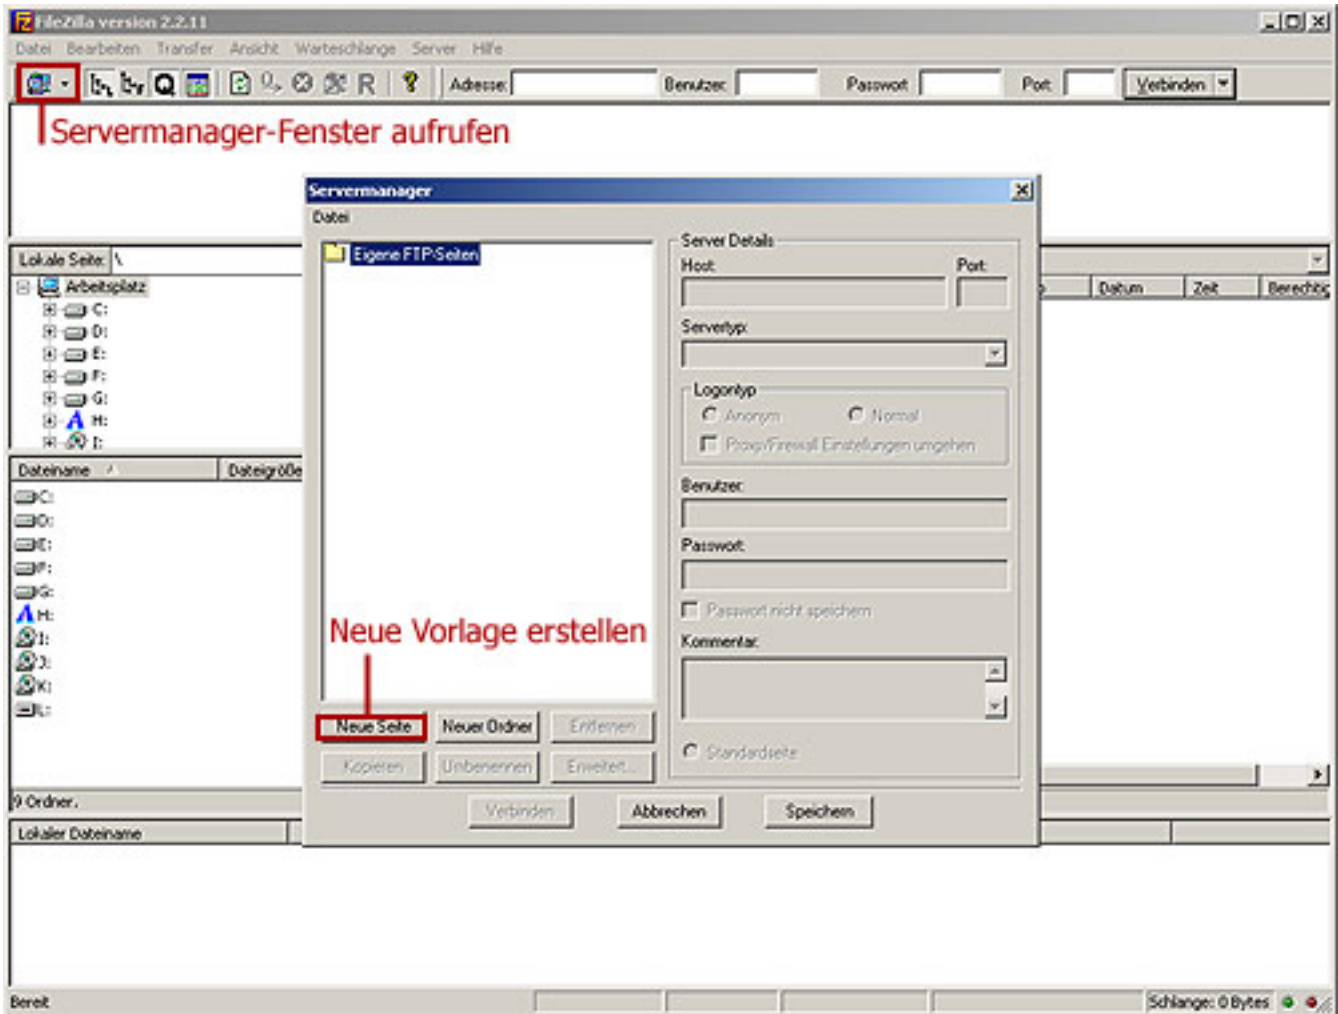 FileZilla version 2.2.11
Datei Bearbeiten Transfer Ansicht Warteschlange Server Hilfe
Adresse: Benutzer: Passwort Port: Verbinden
Servermanager-Fenster aufrufen
Servermanager
Datei
Eigene FTP-Seiten
Server Details
Host: Port:
Servertyp:
Logontyp
Anonym Normal
Proxy/Firewall Einstellungen umgehen
Benutzer:
Passwort:
Passwort nicht speichern
Kommentar:
Standardseite
Neue Vorlage erstellen
Neue Seite Neuer Ordner Entfernen
Kopieren Umbenennen Erweitert...
Verbinden Abbrechen Speichern
Lokale Seite: \
Arbeitsplatz
C:
D:
E:
F:
G:
H:
I:
Datum Zeit
Dateiname / Dateigröße
C:
D:
E:
F:
G:
H:
I:
J:
K:
L:
9 Ordner.
Lokaler Dateiname
Bereit
Schlange: 0 Bytes